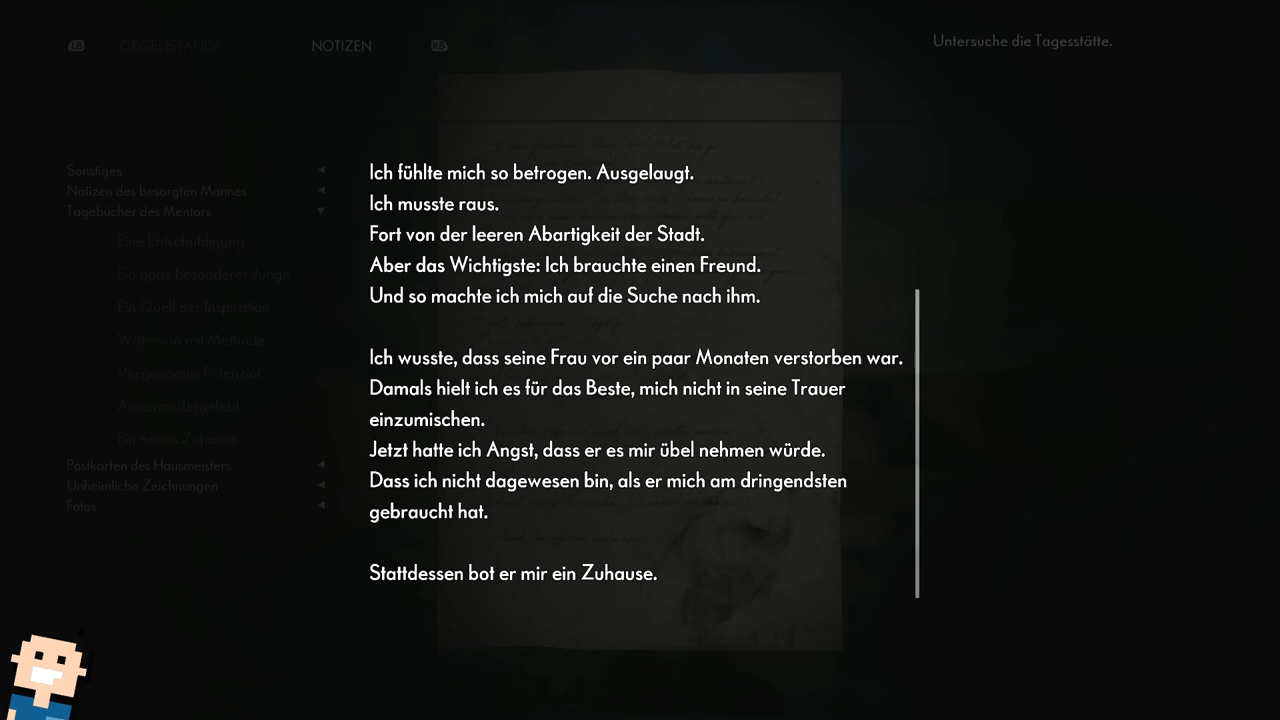 LB
GEGENSTÄNDE
NOTIZEN
RB
Untersuche die Tagesstätte.
Sonstiges
Notizen des besorgten Mannes
Tagebücher des Mentors
Eine Entschuldigung
Ein ganz besonderer Junge
Ein Quell der Inspiration
Wahnsinn mit Methode
Vergeudetes Potenzial
Auseinandergelebt
Ein neues Zuhause
Postkarten des Hausmeisters
Unheimliche Zeichnungen
Fotos
Ich fühlte mich so betrogen. Ausgelaugt.
Ich musste raus.
Fort von der leeren Abartigkeit der Stadt.
Aber das Wichtigste: Ich brauchte einen Freund.
Und so machte ich mich auf die Suche nach ihm.
Ich wusste, dass seine Frau vor ein paar Monaten verstorben war.
Damals hielt ich es für das Beste, mich nicht in seine Trauer
einzumischen.
Jetzt hatte ich Angst, dass er es mir übel nehmen würde.
Dass ich nicht dagewesen bin, als er mich am dringendsten
gebraucht hat.
Stattdessen bot er mir ein Zuhause.